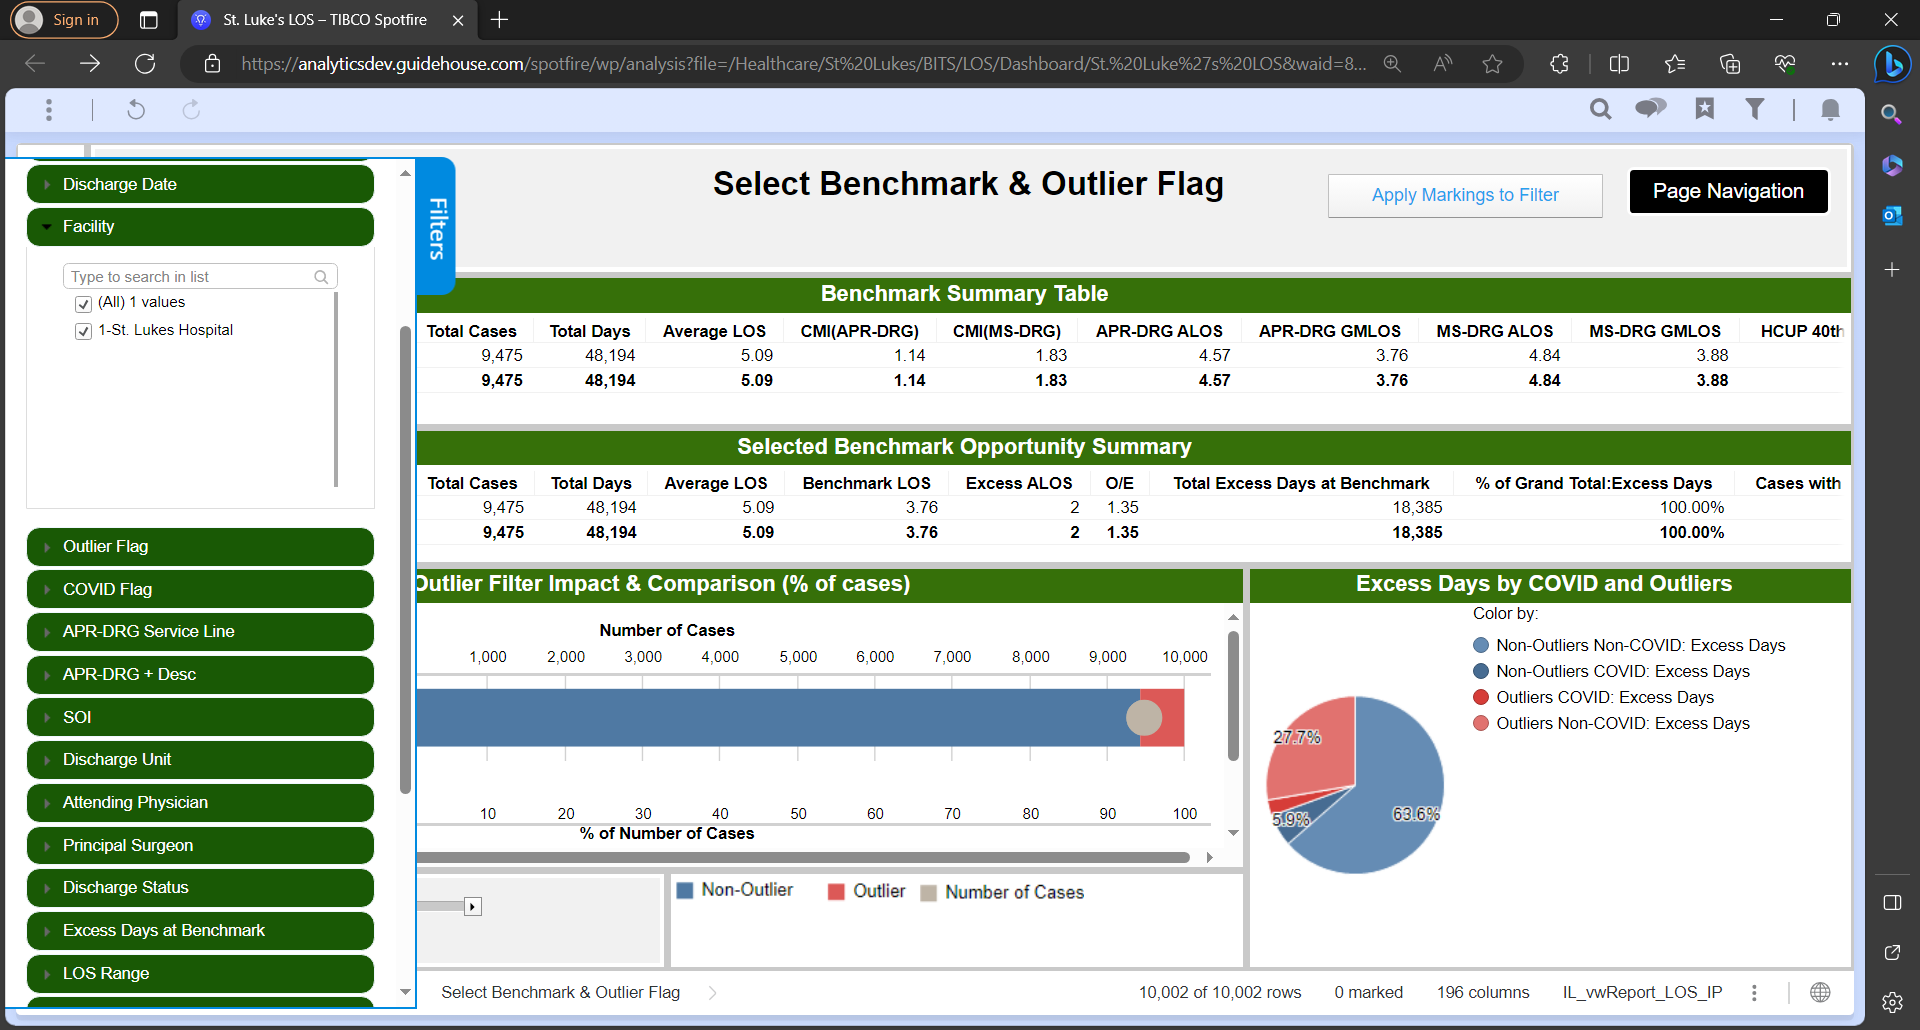 Sign in
St. Luke's LOS – TIBCO Spotfire
https://analyticsdev.guidehouse.com/spotfire/wp/analysis?file=/Healthcare/St%20Lukes/BITS/LOS/Dashboard/St.%20Luke%27s%20LOS&waid=8...
Select Benchmark & Outlier Flag
Apply Markings to Filter
Page Navigation
Filters
Discharge Date
Facility
Type to search in list
(All) 1 values
1-St. Lukes Hospital
Outlier Flag
COVID Flag
APR-DRG Service Line
APR-DRG + Desc
SOI
Discharge Unit
Attending Physician
Principal Surgeon
Discharge Status
Excess Days at Benchmark
LOS Range
Benchmark Summary Table
Total Cases Total Days Average LOS CMI(APR-DRG) CMI(MS-DRG) APR-DRG ALOS APR-DRG GMLOS MS-DRG ALOS MS-DRG GMLOS HCUP 40th
9,475 48,194 5.09 1.14 1.83 4.57 3.76 4.84 3.88
9,475 48,194 5.09 1.14 1.83 4.57 3.76 4.84 3.88
Selected Benchmark Opportunity Summary
Total Cases Total Days Average LOS Benchmark LOS Excess ALOS O/E Total Excess Days at Benchmark % of Grand Total:Excess Days Cases with
9,475 48,194 5.09 3.76 2 1.35 18,385 100.00%
9,475 48,194 5.09 3.76 2 1.35 18,385 100.00%
Outlier Filter Impact & Comparison (% of cases)
Number of Cases
1,000 2,000 3,000 4,000 5,000 6,000 7,000 8,000 9,000 10,000
10 20 30 40 50 60 70 80 90 100
% of Number of Cases
Non-Outlier Outlier Number of Cases
Excess Days by COVID and Outliers
Color by:
Non-Outliers Non-COVID: Excess Days
Non-Outliers COVID: Excess Days
Outliers COVID: Excess Days
Outliers Non-COVID: Excess Days
27.7%
5.9%
63.6%
Select Benchmark & Outlier Flag
10,002 of 10,002 rows 0 marked 196 columns IL_vwReport_LOS_IP